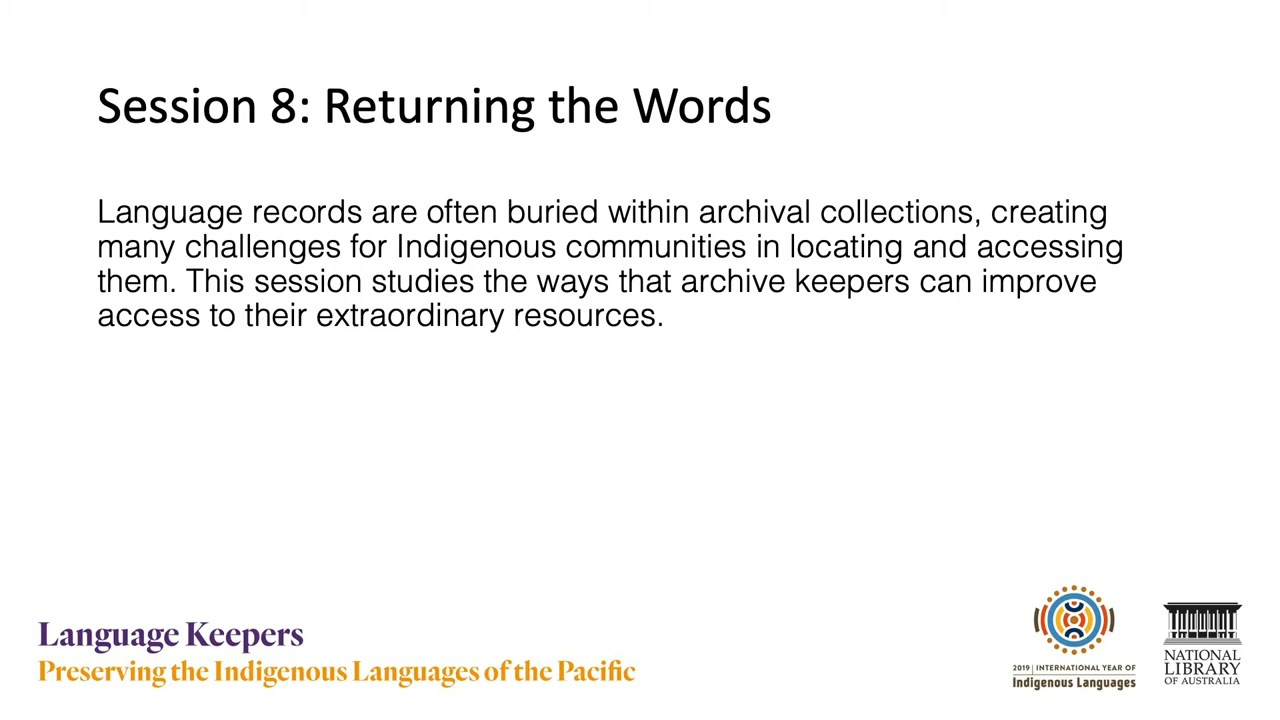 Session 8: Returning the Words
Language records are often buried within archival collections, creating
many challenges for Indigenous communities in locating and accessing
them. This session studies the ways that archive keepers can improve
access to their extraordinary resources.
Language Keepers
Preserving the Indigenous Languages of the Pacific
2019 | INTERNATIONAL YEAR OF
Indigenous Languages
NATIONAL
LIBRARY
OF AUSTRALIA